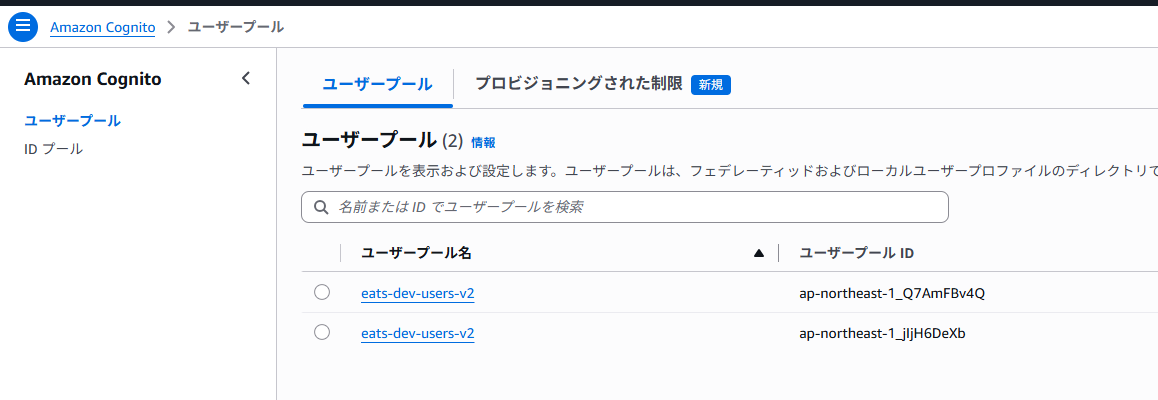 Amazon Cognito > ユーザープール
Amazon Cognito
ユーザープール
ID プール
ユーザープール プロビジョニングされた制限 新規
ユーザープール (2) 情報
ユーザープールを表示および設定します。ユーザープールは、フェデレーティッドおよびローカルユーザープロファイルのディレクトリで
名前または ID でユーザープールを検索
ユーザープール名 ユーザープール ID
eats-dev-users-v2 ap-northeast-1_Q7AmFBv4Q
eats-dev-users-v2 ap-northeast-1_jIjH6DeXb